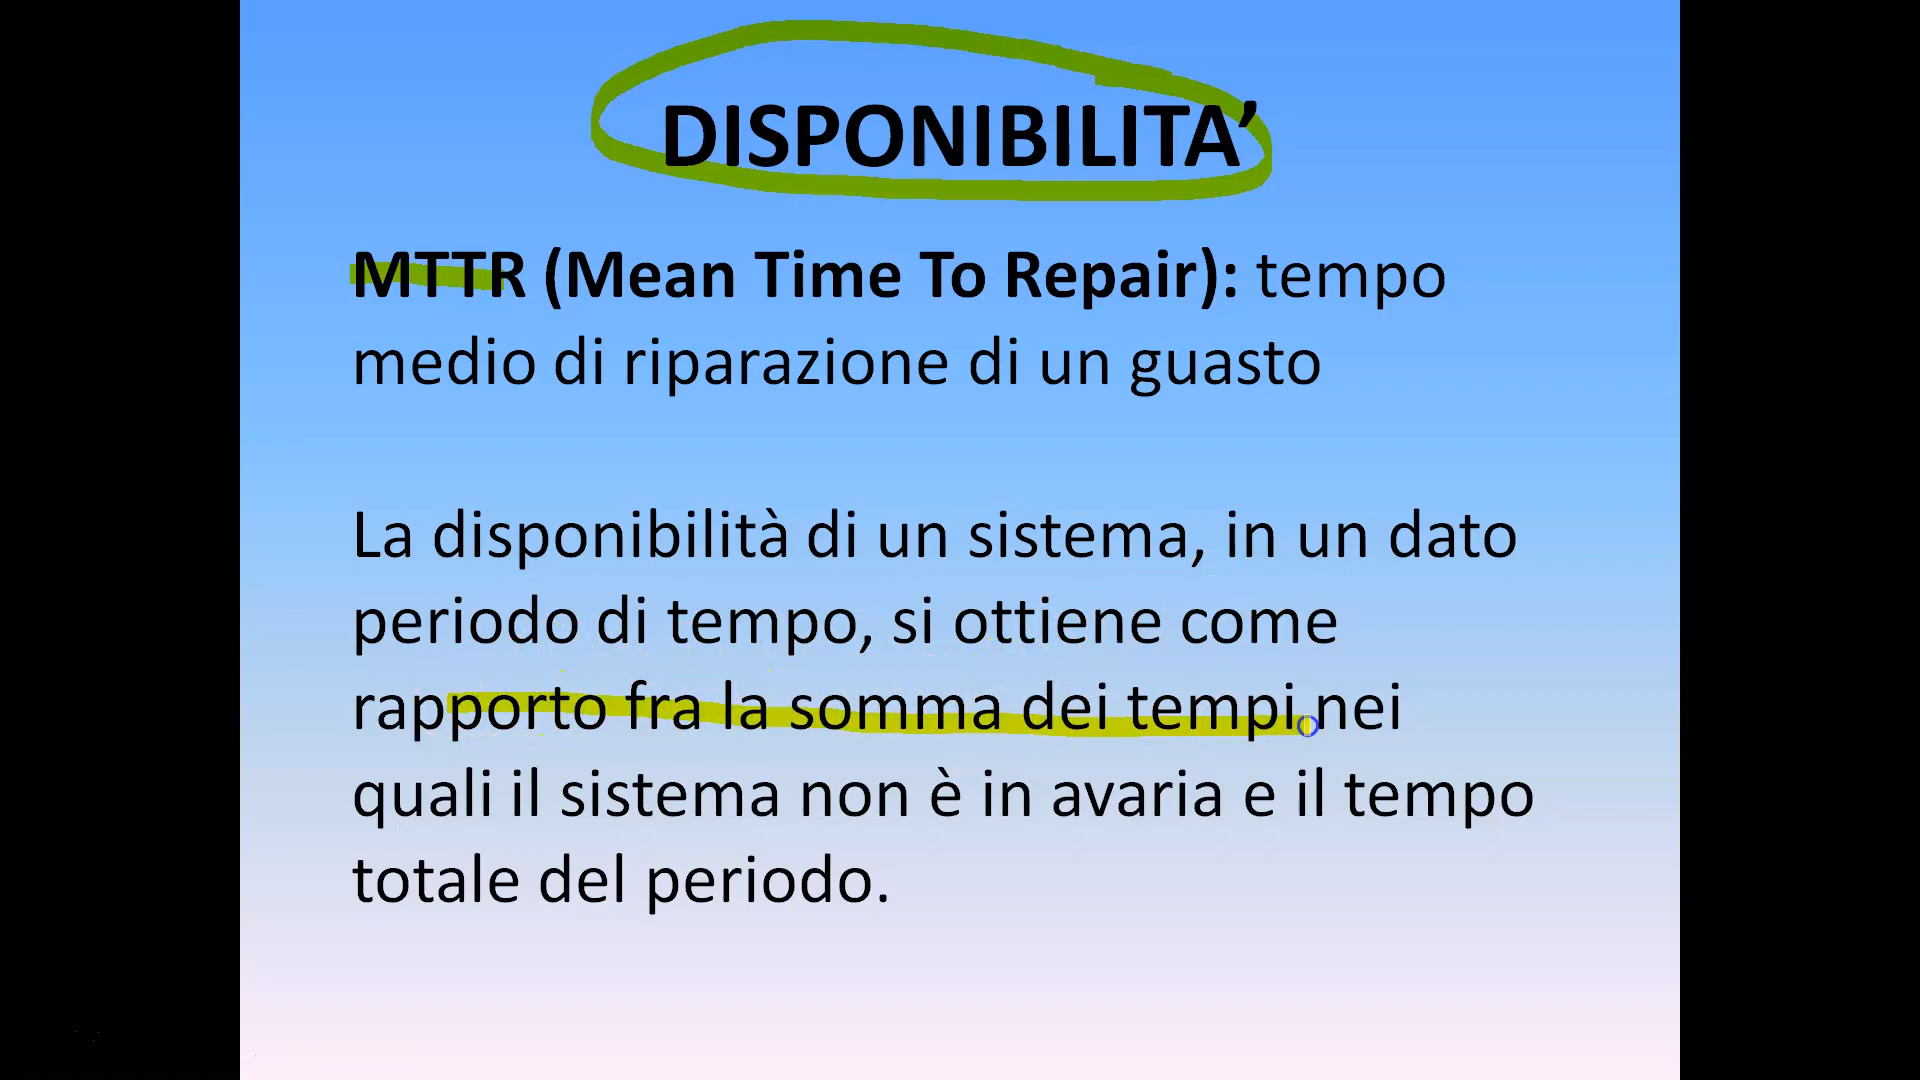 DISPONIBILITA’
MTTR (Mean Time To Repair): tempo
medio di riparazione di un guasto
La disponibilità di un sistema, in un dato
periodo di tempo, si ottiene come
rapporto fra la somma dei tempi nei
quali il sistema non è in avaria e il tempo
totale del periodo.